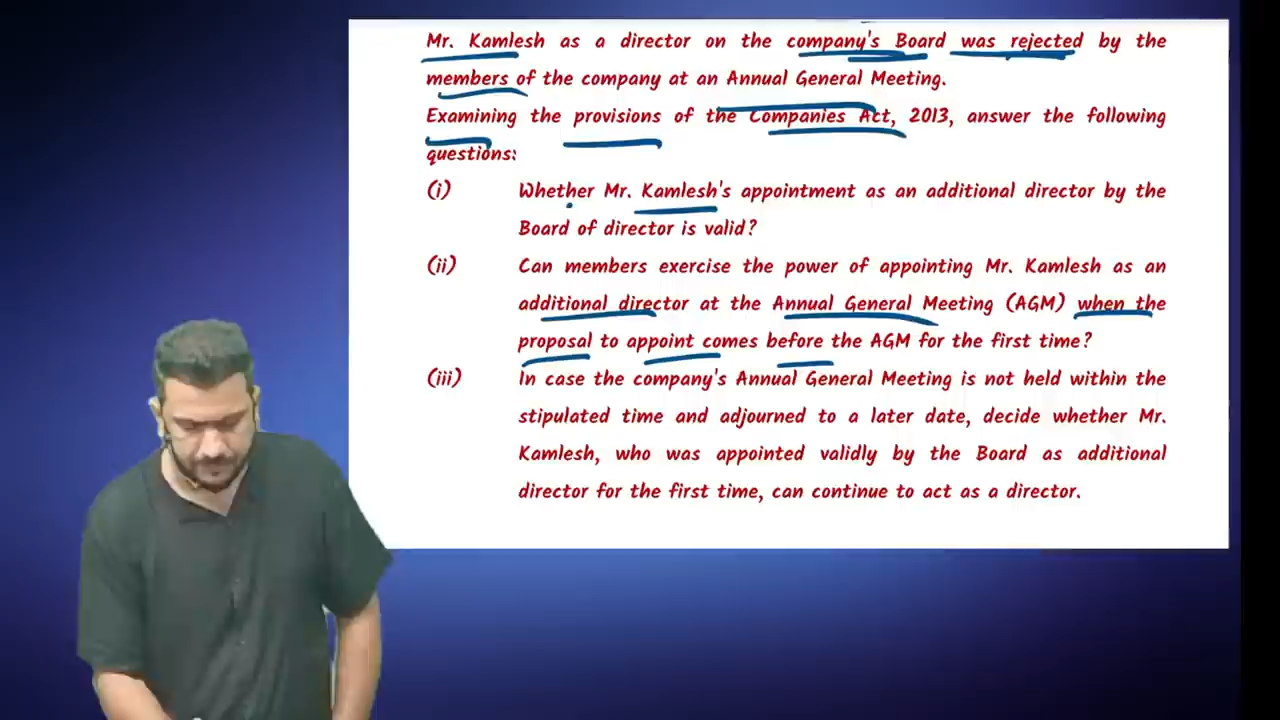 Mr. Kamlesh as a director on the company's Board was rejected by the
members of the company at an Annual General Meeting.
Examining the provisions of the Companies Act, 2013, answer the following
questions:
(i) Whether Mr. Kamlesh's appointment as an additional director by the
Board of director is valid?
(ii) Can members exercise the power of appointing Mr. Kamlesh as an
additional director at the Annual General Meeting (AGM) when the
proposal to appoint comes before the AGM for the first time?
(iii) In case the company's Annual General Meeting is not held within the
stipulated time and adjourned to a later date, decide whether Mr.
Kamlesh, who was appointed validly by the Board as additional
director for the first time, can continue to act as a director.